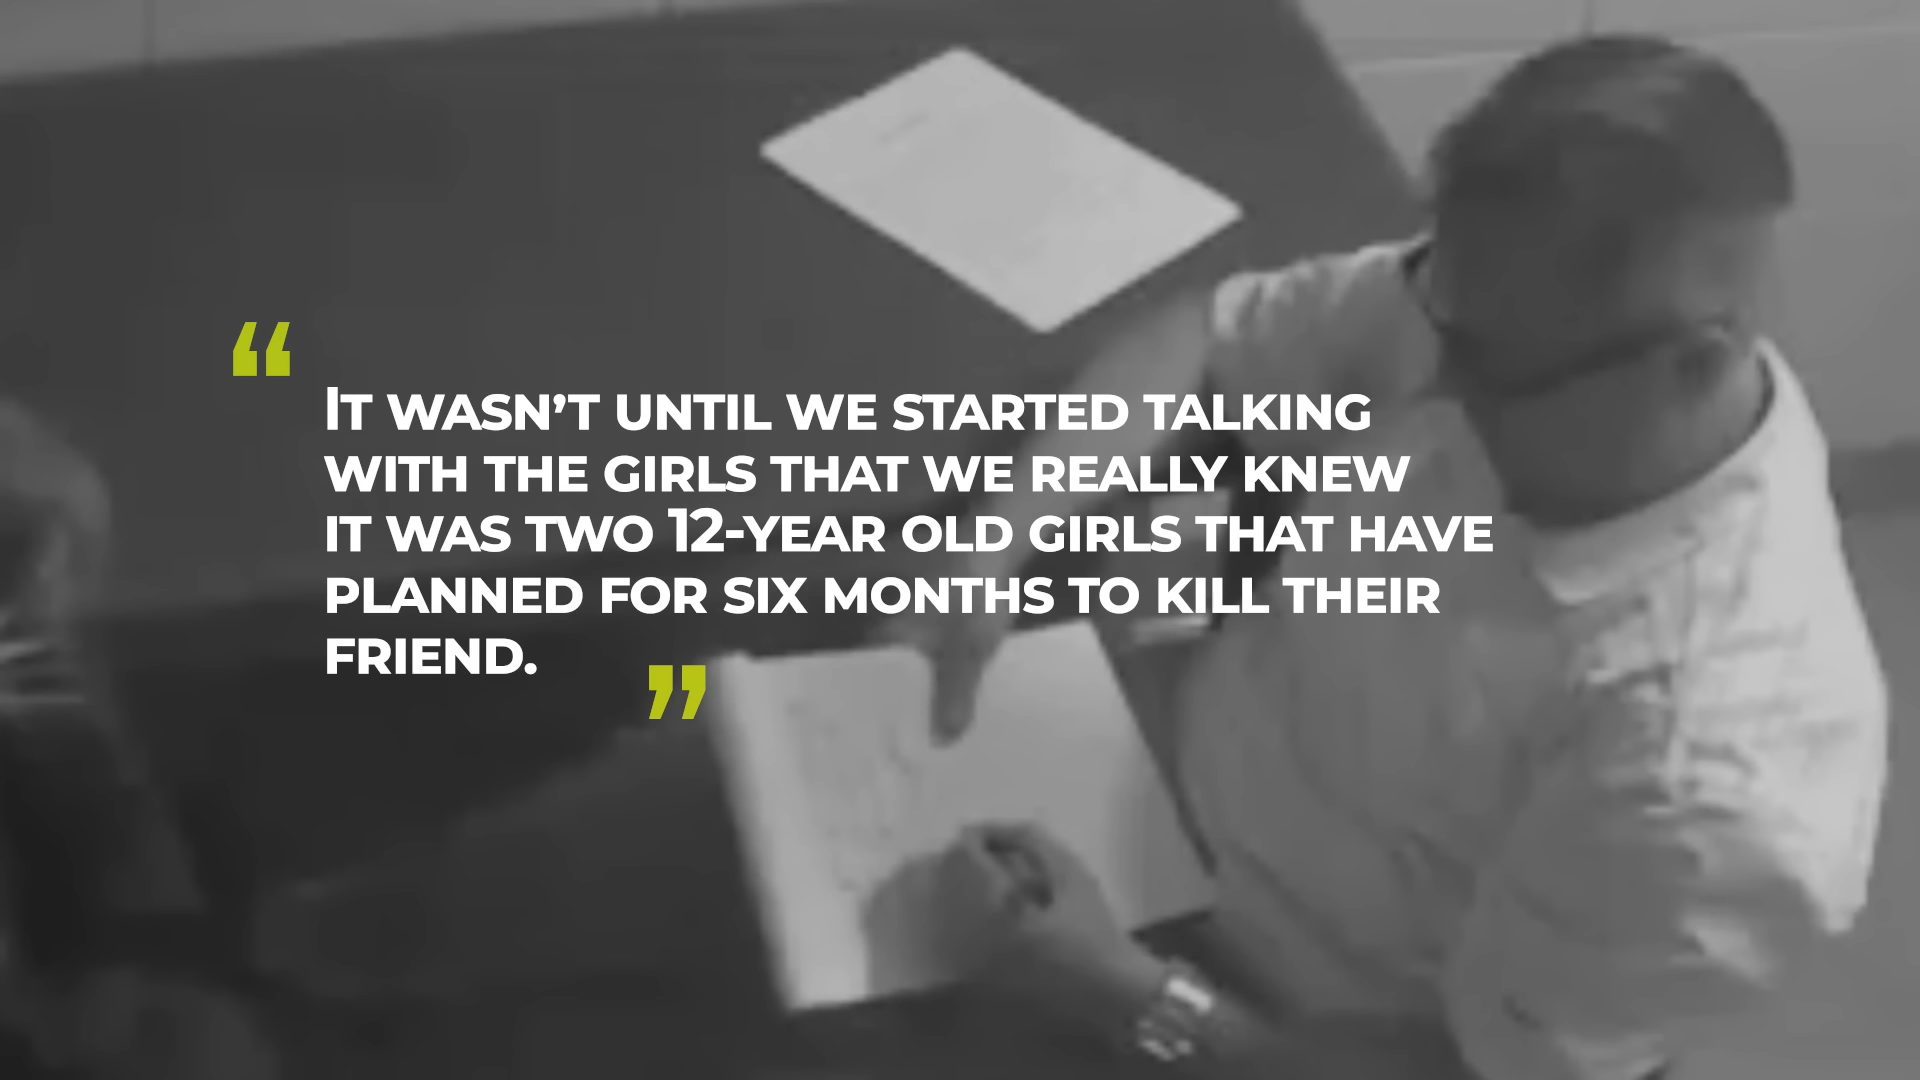 “
IT WASN’T UNTIL WE STARTED TALKING
WITH THE GIRLS THAT WE REALLY KNEW
IT WAS TWO 12-YEAR OLD GIRLS THAT HAVE
PLANNED FOR SIX MONTHS TO KILL THEIR
FRIEND.
”